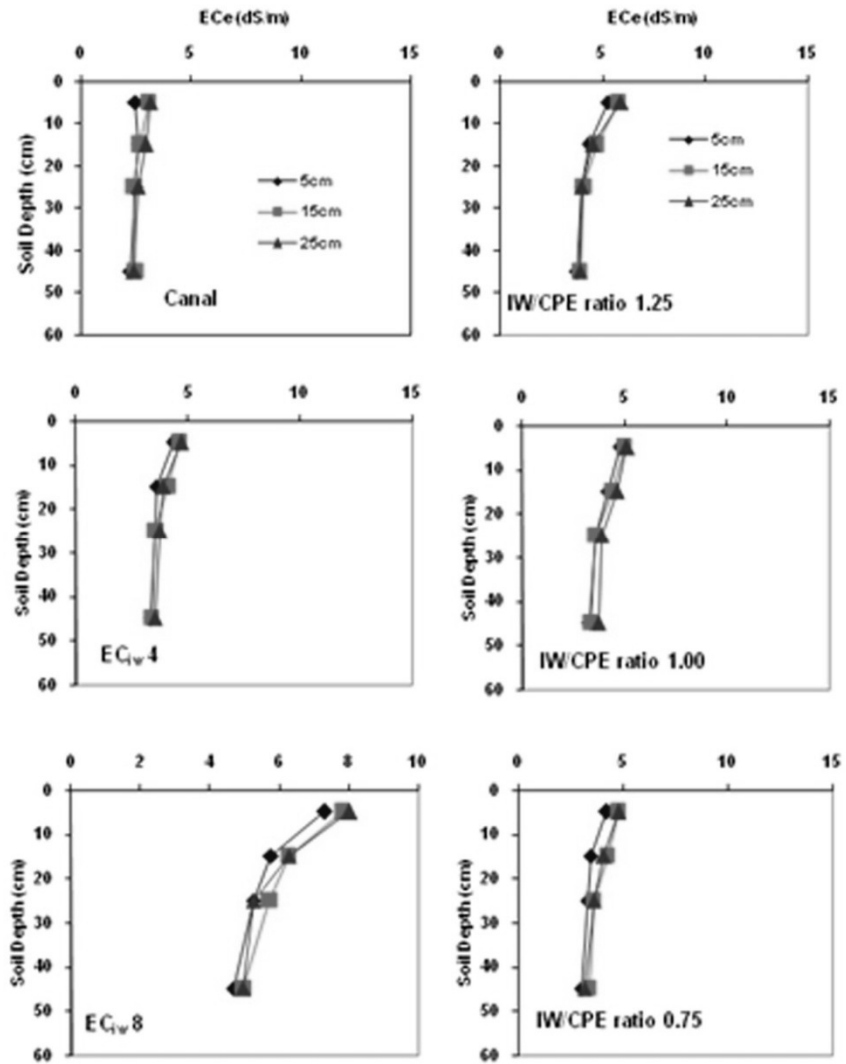 ECe (dS/m)
0 5 10 15
0
10
20
30
40
50
60
Soil Depth (cm)
5cm
15cm
25cm
Canal
ECe (dS/m)
0 5 10 15
0
10
20
30
40
50
60
5cm
15cm
25cm
IW/CPE ratio 1.25
0 5 10 15
0
10
20
30
40
50
60
Soil Depth (cm)
ECiw 4
0 5 10 15
0
10
20
30
40
50
60
Soil Depth (cm)
IW/CPE ratio 1.00
0 2 4 6 8 10
0
10
20
30
40
50
60
Soil Depth (cm)
ECiw 8
0 5 10 15
0
10
20
30
40
50
60
Soil Depth (cm)
IW/CPE ratio 0.75